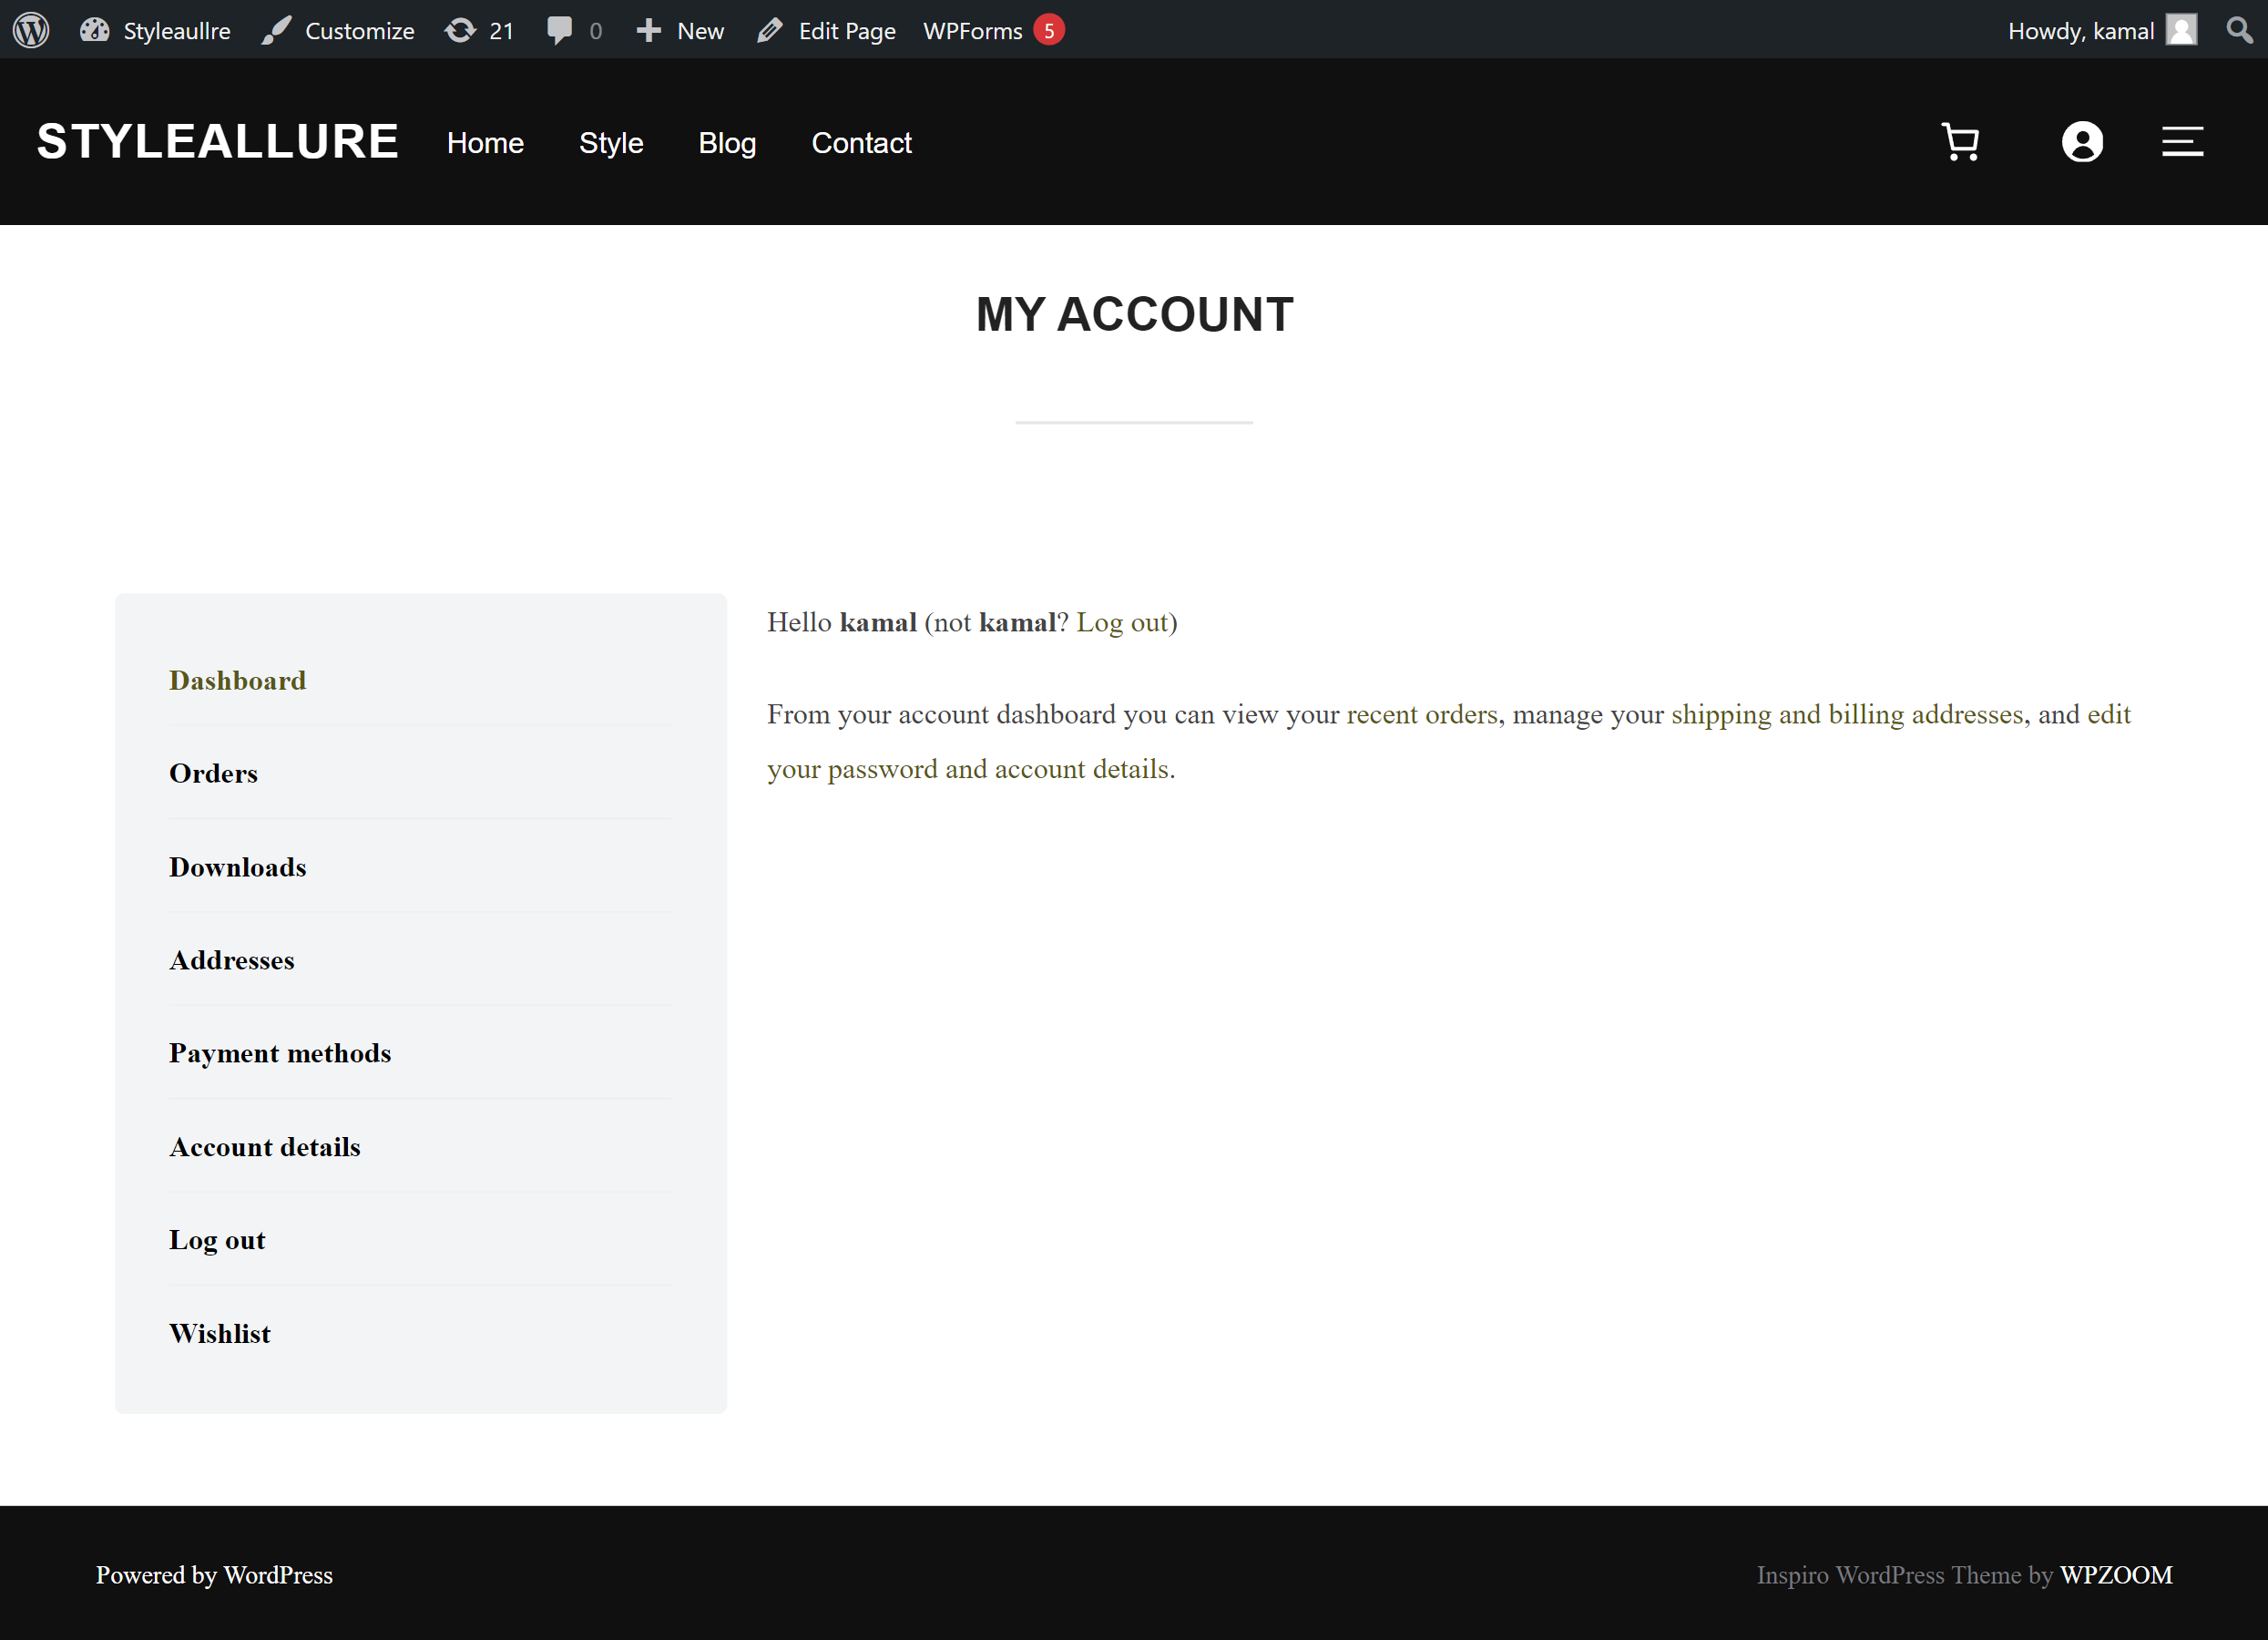 Styleaullre Customize 21 0 New Edit Page WPForms 5 Howdy, kamal
STYLEALLURE Home Style Blog Contact
MY ACCOUNT
Dashboard
Orders
Downloads
Addresses
Payment methods
Account details
Log out
Wishlist
Hello kamal (not kamal? Log out)
From your account dashboard you can view your recent orders, manage your shipping and billing addresses, and edit
your password and account details.
Powered by WordPress
Inspiro WordPress Theme by WPZOOM